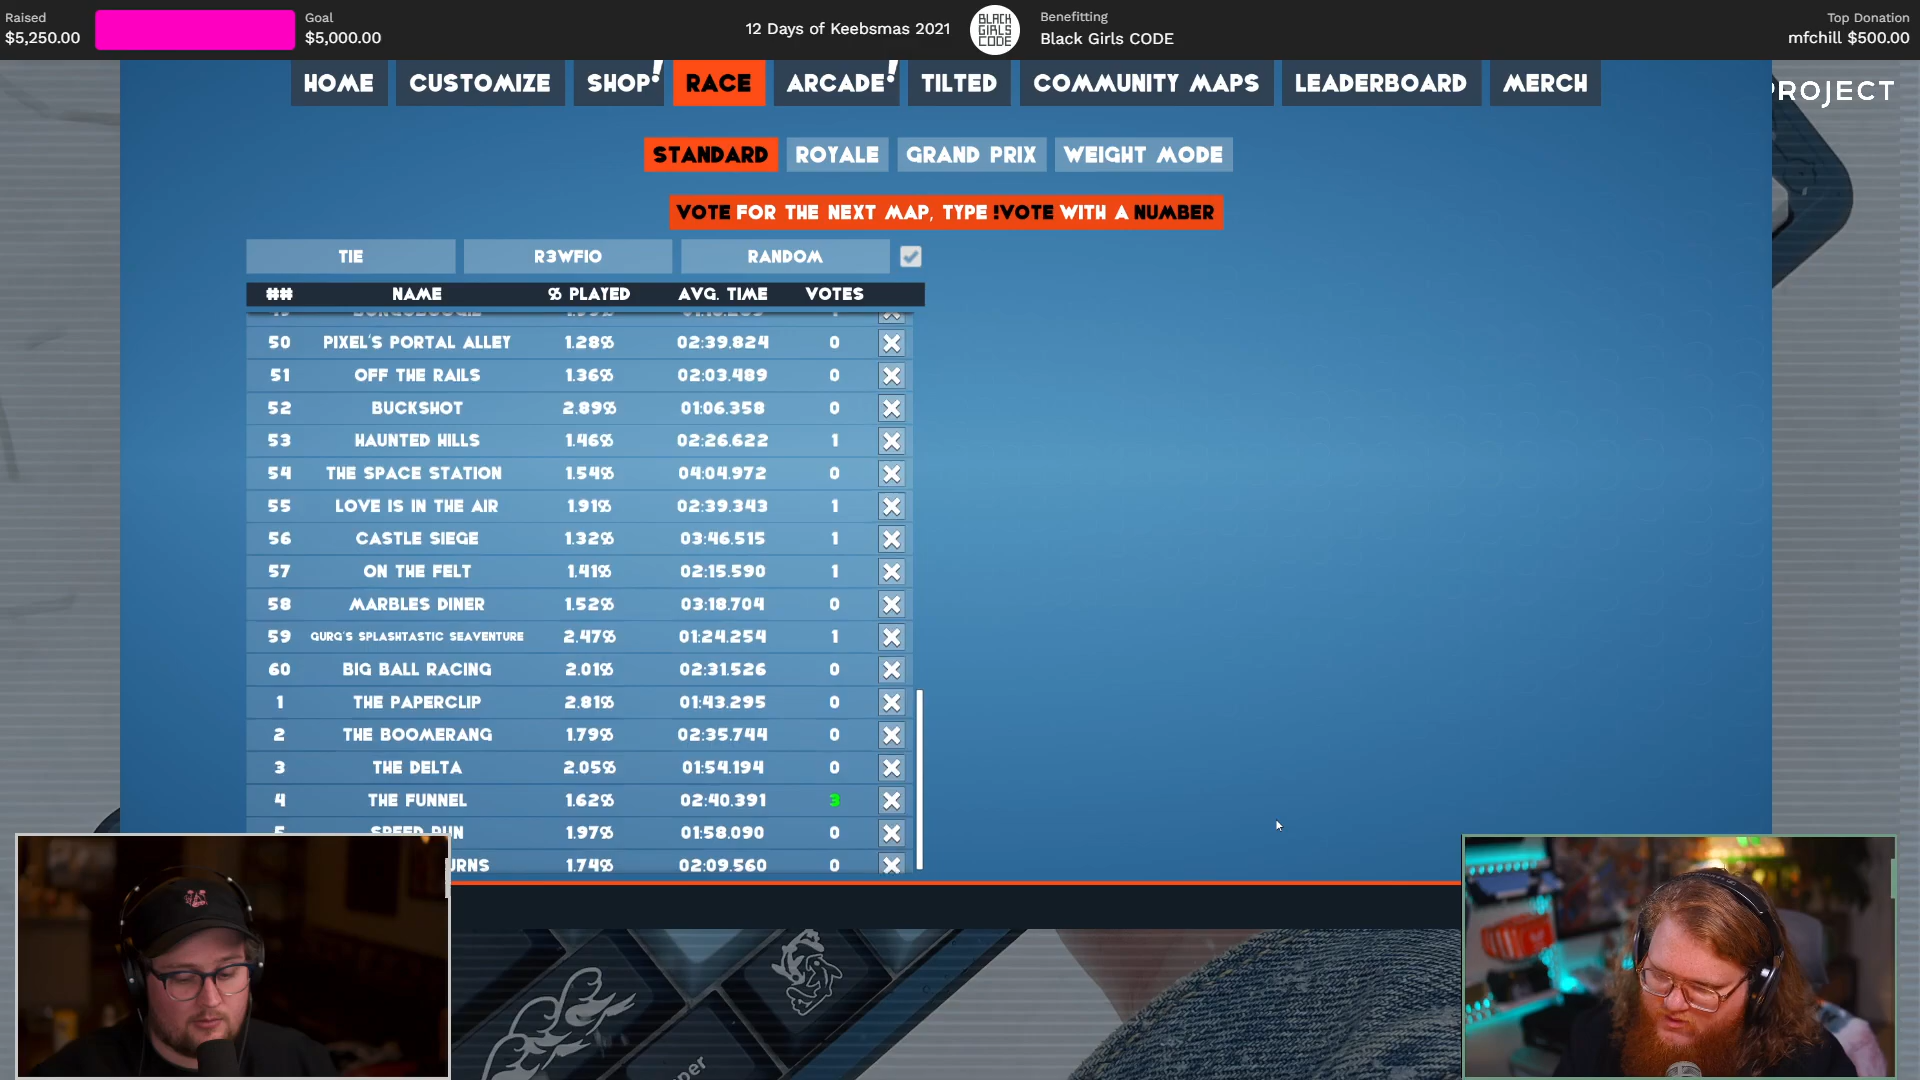 Raised
$5,250.00
Goal
$5,000.00
12 Days of Keebsmas 2021
BLACK GIRLS CODE
Benefitting
Black Girls CODE
Top Donation
mfchill $500.00
HOME CUSTOMIZE SHOP! RACE ARCADE! TILTED COMMUNITY MAPS LEADERBOARD MERCH
PROJECT
STANDARD ROYALE GRAND PRIX WEIGHT MODE
VOTE FOR THE NEXT MAP, TYPE !VOTE WITH A NUMBER
TIE R3WFIO RANDOM
## NAME % PLAYED AVG. TIME VOTES
50 PIXEL'S PORTAL ALLEY 1.28% 02:39.824 0
51 OFF THE RAILS 1.36% 02:03.489 0
52 BUCKSHOT 2.89% 01:06.358 0
53 HAUNTED HILLS 1.46% 02:26.622 1
54 THE SPACE STATION 1.54% 04:04.972 0
55 LOVE IS IN THE AIR 1.91% 02:39.343 1
56 CASTLE SIEGE 1.32% 03:46.515 1
57 ON THE FELT 1.41% 02:15.590 1
58 MARBLES DINER 1.52% 03:18.704 0
59 GURG'S SPLASHTASTIC SEAVENTURE 2.47% 01:24.254 1
60 BIG BALL RACING 2.01% 02:31.526 0
1 THE PAPERCLIP 2.81% 01:43.295 0
2 THE BOOMERANG 1.79% 02:35.744 0
3 THE DELTA 2.05% 01:54.194 0
4 THE FUNNEL 1.62% 02:40.391 3
5 SPEED RUN 1.97% 01:58.090 0
URNS 1.74% 02:09.560 0
per